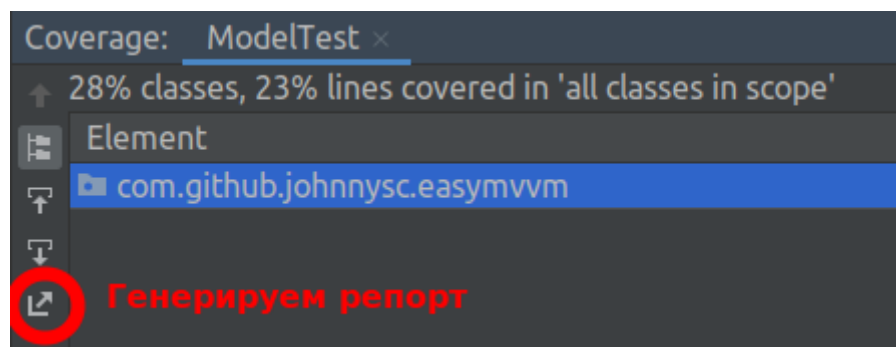 Coverage: ModelTest ×
28% classes, 23% lines covered in 'all classes in scope'
Element
com.github.johnnysc.easymvvm
Генерируем репорт